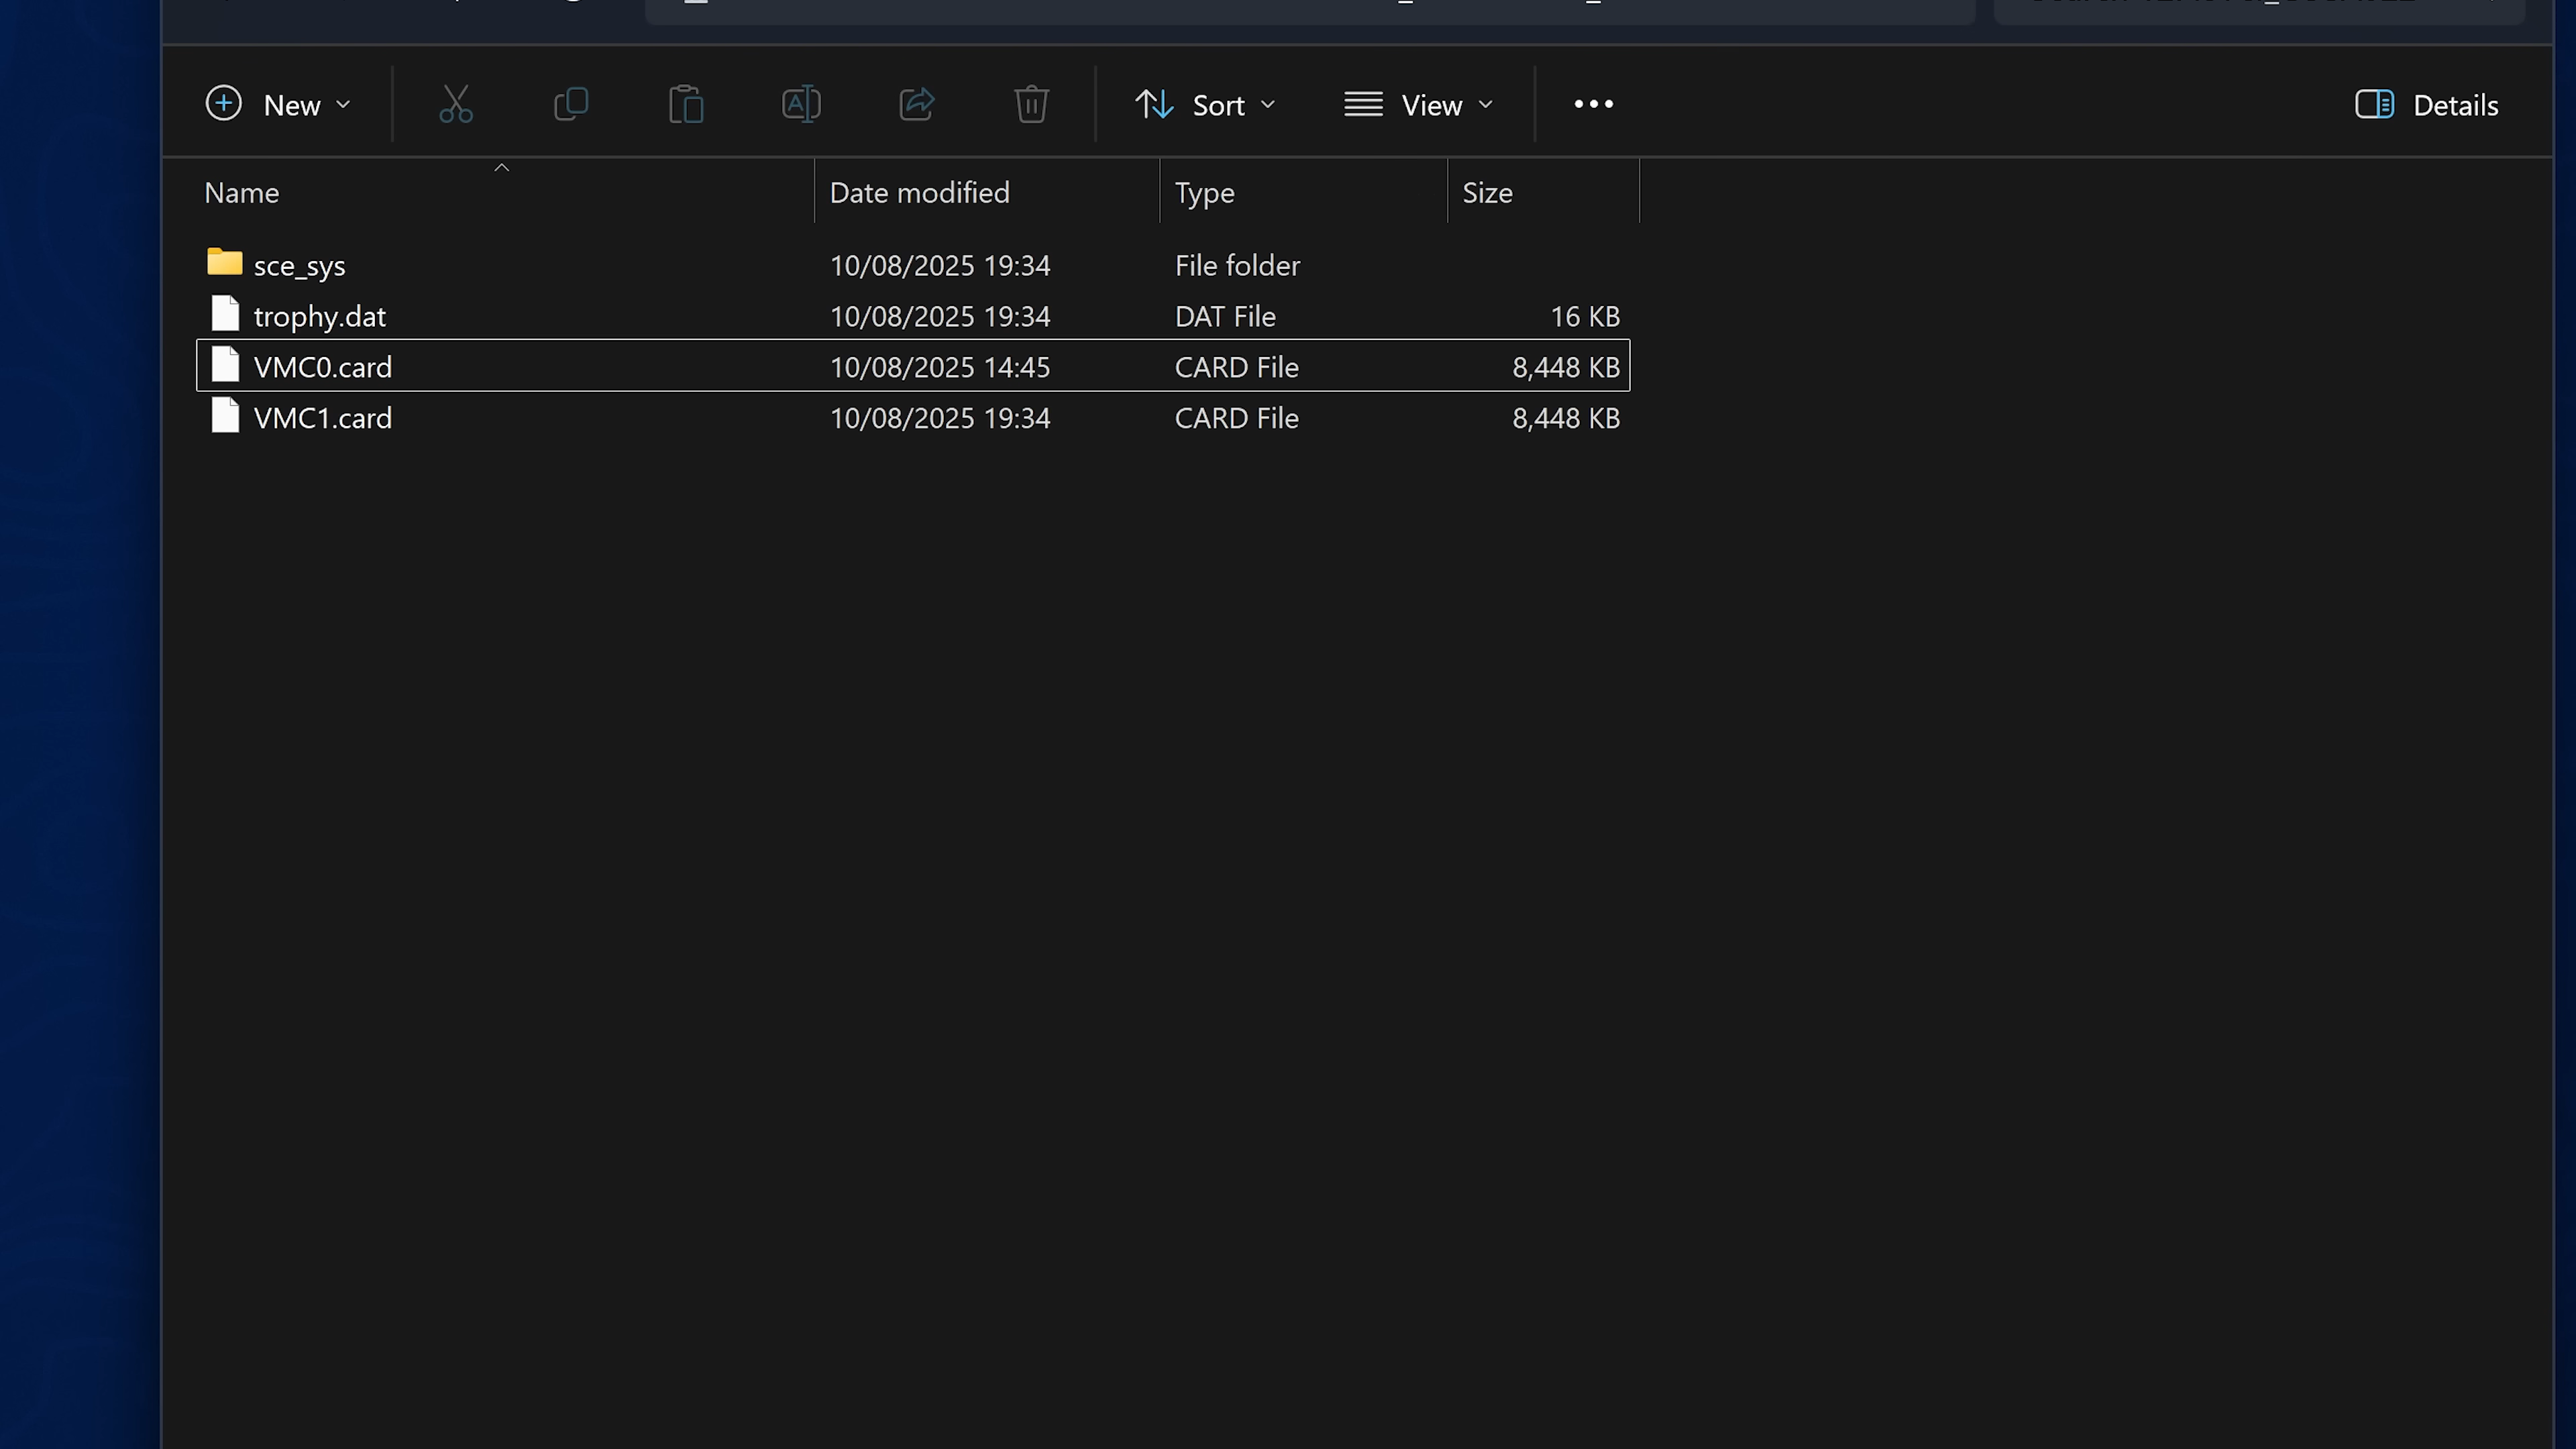 New
Sort
View
Details
Name
Date modified
Type
Size
sce_sys
10/08/2025 19:34
File folder
trophy.dat
10/08/2025 19:34
DAT File
16 KB
VMC0.card
10/08/2025 14:45
CARD File
8,448 KB
VMC1.card
10/08/2025 19:34
CARD File
8,448 KB